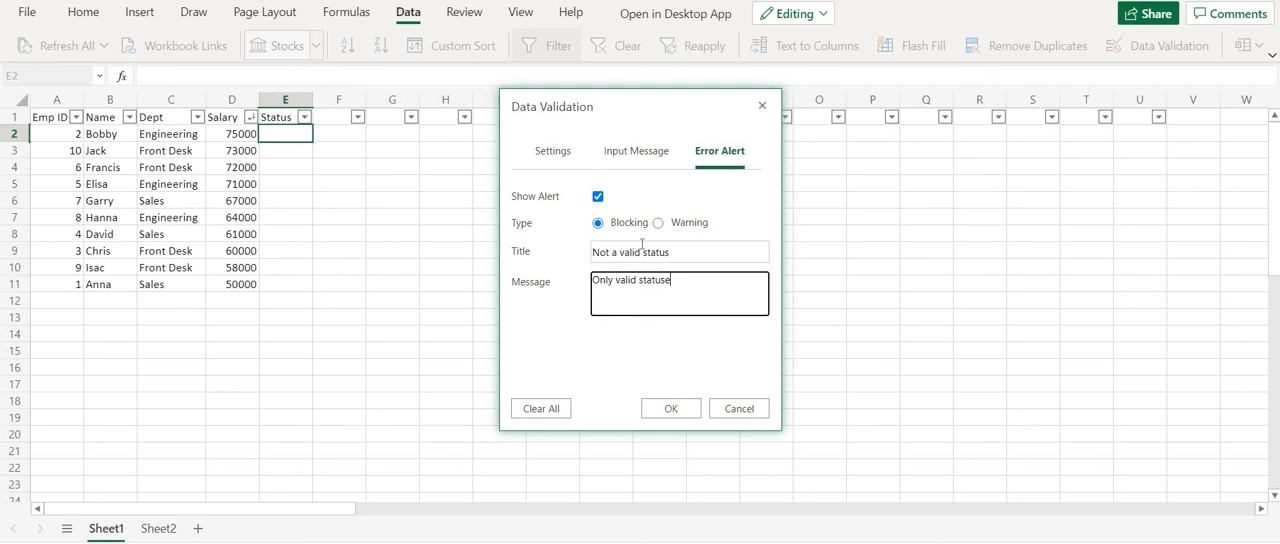 File Home Insert Draw Page Layout Formulas Data Review View Help Open in Desktop App Editing Share Comments
Refresh All Workbook Links Stocks Filter Clear Reapply Custom Sort Text to Columns Flash Fill Remove Duplicates Data Validation
E2 fx
A B C D E F G H O P Q R S T U V W
1 Emp ID Name Dept Salary Status
2 2 Bobby Engineering 75000
3 10 Jack Front Desk 73000
4 6 Francis Front Desk 72000
5 5 Elisa Engineering 71000
6 7 Garry Sales 67000
7 8 Hanna Engineering 64000
8 4 David Sales 61000
9 3 Chris Front Desk 60000
10 9 Isac Front Desk 58000
11 1 Anna Sales 50000
12
13
14
15
16
17
18
19
20
21
22
23
24
Data Validation
Settings Input Message Error Alert
Show Alert
Type Blocking Warning
Title Not a valid status
Message Only valid statuse
Clear All OK Cancel
Sheet1 Sheet2